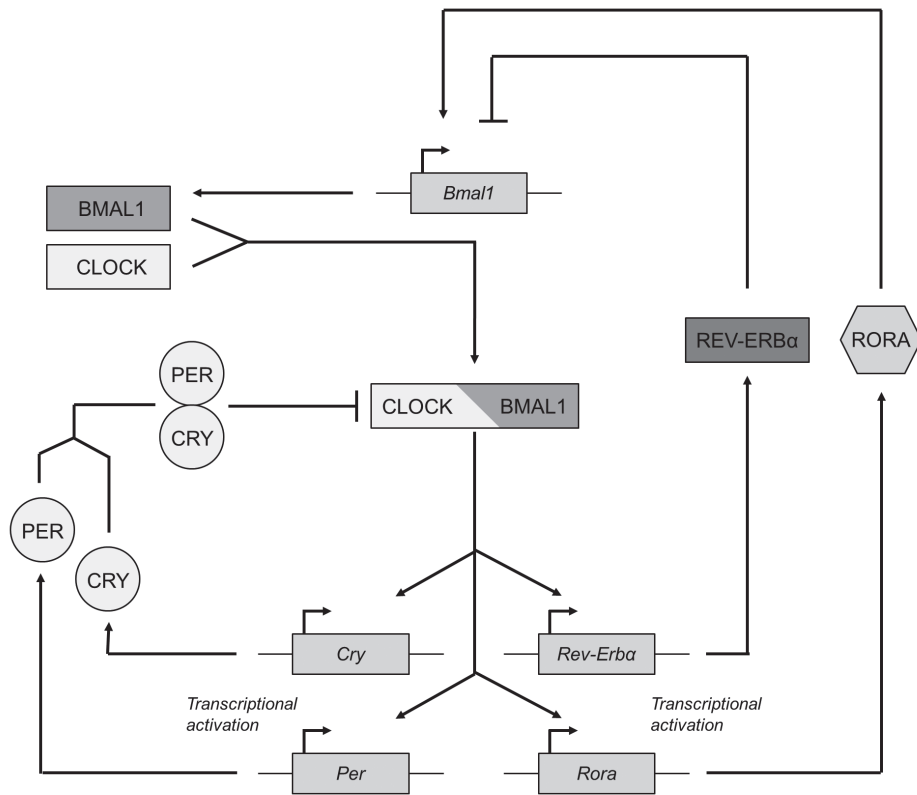 Bmal1
BMAL1
CLOCK
REV-ERBα
RORA
PER
CRY
CLOCK
BMAL1
PER
CRY
Cry
Rev-Erbα
Transcriptional
activation
Transcriptional
activation
Per
Rora